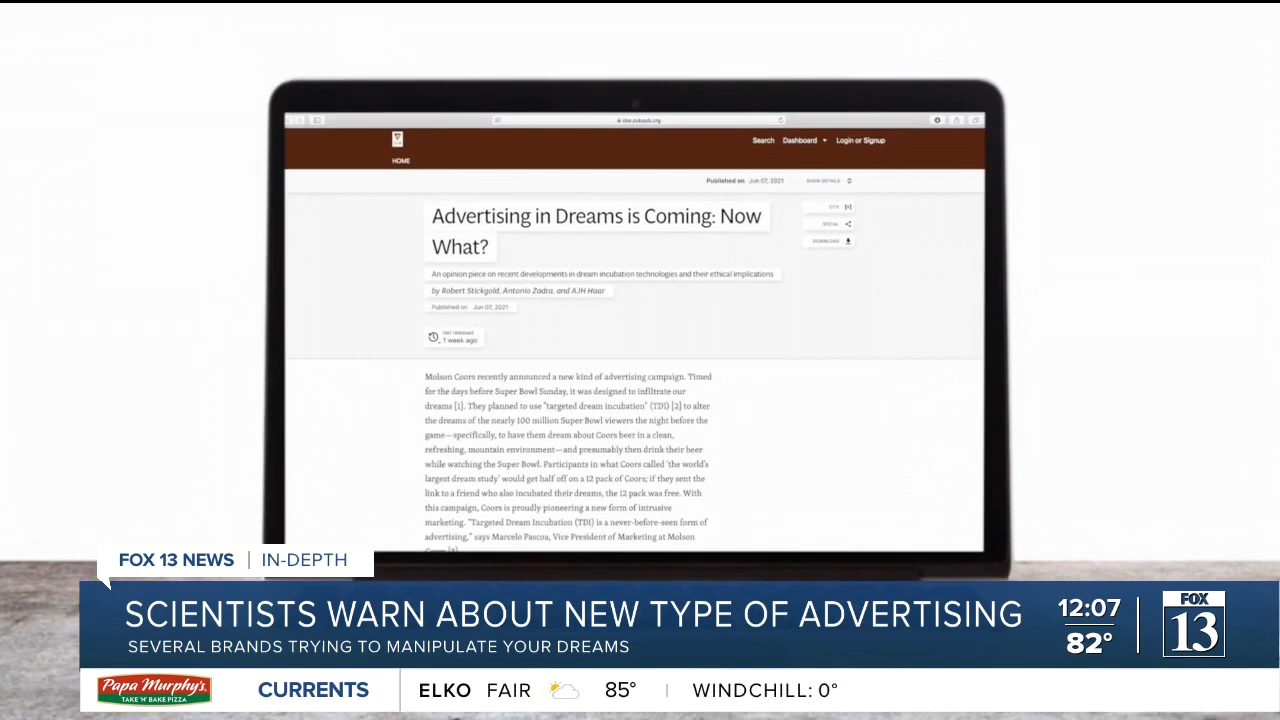 dxe.pubpub.org
Search Dashboard Login or Signup
HOME
Published on Jun 07, 2021 SHOW DETAILS
CITE
SOCIAL
DOWNLOAD
Advertising in Dreams is Coming: Now
What?
An opinion piece on recent developments in dream incubation technologies and their ethical implications
by Robert Stickgold, Antonio Zadra, and AJH Haar
Published on Jun 07, 2021
last released
1 week ago
Molson Coors recently announced a new kind of advertising campaign. Timed
for the days before Super Bowl Sunday, it was designed to infiltrate our
dreams [1]. They planned to use "targeted dream incubation" (TDI) [2] to alter
the dreams of the nearly 100 million Super Bowl viewers the night before the
game—specifically, to have them dream about Coors beer in a clean,
refreshing, mountain environment—and presumably then drink their beer
while watching the Super Bowl. Participants in what Coors called 'the world's
largest dream study' would get half off on a 12 pack of Coors; if they sent the
link to a friend who also incubated their dreams, the 12 pack was free. With
this campaign, Coors is proudly pioneering a new form of intrusive
marketing. "Targeted Dream Incubation (TDI) is a never-before-seen form of
advertising," says Marcelo Pascoa, Vice President of Marketing at Molson
FOX 13 NEWS | IN-DEPTH
SCIENTISTS WARN ABOUT NEW TYPE OF ADVERTISING
SEVERAL BRANDS TRYING TO MANIPULATE YOUR DREAMS
12:07
82°
FOX
13
Papa Murphy's
TAKE 'N' BAKE PIZZA
CURRENTS
ELKO FAIR 85° | WINDCHILL: 0°